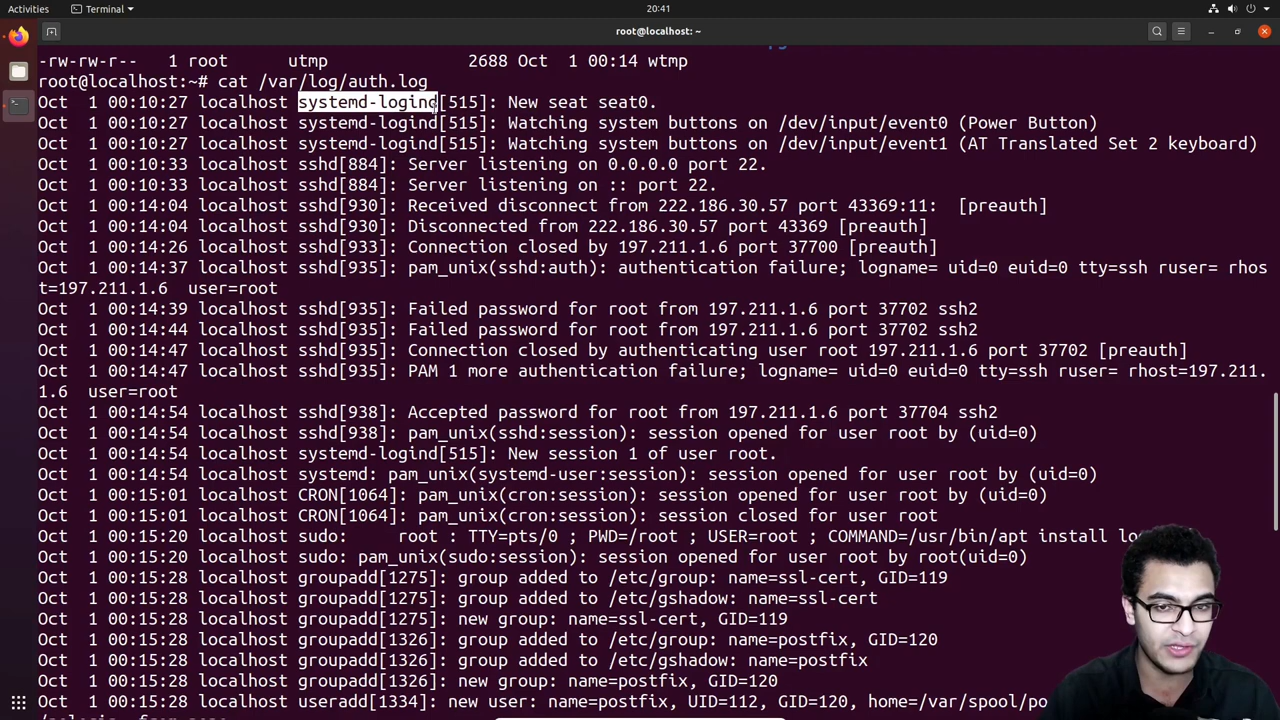 Activities Terminal 20:41
root@localhost: ~
-rw-rw-r-- 1 root utmp 2688 Oct 1 00:14 wtmp
root@localhost:~# cat /var/log/auth.log
Oct 1 00:10:27 localhost systemd-logind[515]: New seat seat0.
Oct 1 00:10:27 localhost systemd-logind[515]: Watching system buttons on /dev/input/event0 (Power Button)
Oct 1 00:10:27 localhost systemd-logind[515]: Watching system buttons on /dev/input/event1 (AT Translated Set 2 keyboard)
Oct 1 00:10:33 localhost sshd[884]: Server listening on 0.0.0.0 port 22.
Oct 1 00:10:33 localhost sshd[884]: Server listening on :: port 22.
Oct 1 00:14:04 localhost sshd[930]: Received disconnect from 222.186.30.57 port 43369:11: [preauth]
Oct 1 00:14:04 localhost sshd[930]: Disconnected from 222.186.30.57 port 43369 [preauth]
Oct 1 00:14:26 localhost sshd[933]: Connection closed by 197.211.1.6 port 37700 [preauth]
Oct 1 00:14:37 localhost sshd[935]: pam_unix(sshd:auth): authentication failure; logname= uid=0 euid=0 tty=ssh ruser= rhos
t=197.211.1.6 user=root
Oct 1 00:14:39 localhost sshd[935]: Failed password for root from 197.211.1.6 port 37702 ssh2
Oct 1 00:14:44 localhost sshd[935]: Failed password for root from 197.211.1.6 port 37702 ssh2
Oct 1 00:14:47 localhost sshd[935]: Connection closed by authenticating user root 197.211.1.6 port 37702 [preauth]
Oct 1 00:14:47 localhost sshd[935]: PAM 1 more authentication failure; logname= uid=0 euid=0 tty=ssh ruser= rhost=197.211.
1.6 user=root
Oct 1 00:14:54 localhost sshd[938]: Accepted password for root from 197.211.1.6 port 37704 ssh2
Oct 1 00:14:54 localhost sshd[938]: pam_unix(sshd:session): session opened for user root by (uid=0)
Oct 1 00:14:54 localhost systemd-logind[515]: New session 1 of user root.
Oct 1 00:14:54 localhost systemd: pam_unix(systemd-user:session): session opened for user root by (uid=0)
Oct 1 00:15:01 localhost CRON[1064]: pam_unix(cron:session): session opened for user root by (uid=0)
Oct 1 00:15:01 localhost CRON[1064]: pam_unix(cron:session): session closed for user root
Oct 1 00:15:20 localhost sudo: root : TTY=pts/0 ; PWD=/root ; USER=root ; COMMAND=/usr/bin/apt install
Oct 1 00:15:20 localhost sudo: pam_unix(sudo:session): session opened for user root by root(uid=0)
Oct 1 00:15:28 localhost groupadd[1275]: group added to /etc/group: name=ssl-cert, GID=119
Oct 1 00:15:28 localhost groupadd[1275]: group added to /etc/gshadow: name=ssl-cert
Oct 1 00:15:28 localhost groupadd[1275]: new group: name=ssl-cert, GID=119
Oct 1 00:15:28 localhost groupadd[1326]: group added to /etc/group: name=postfix, GID=120
Oct 1 00:15:28 localhost groupadd[1326]: group added to /etc/gshadow: name=postfix
Oct 1 00:15:28 localhost groupadd[1326]: new group: name=postfix, GID=120
Oct 1 00:15:28 localhost useradd[1334]: new user: name=postfix, UID=112, GID=120, home=/var/spool/po